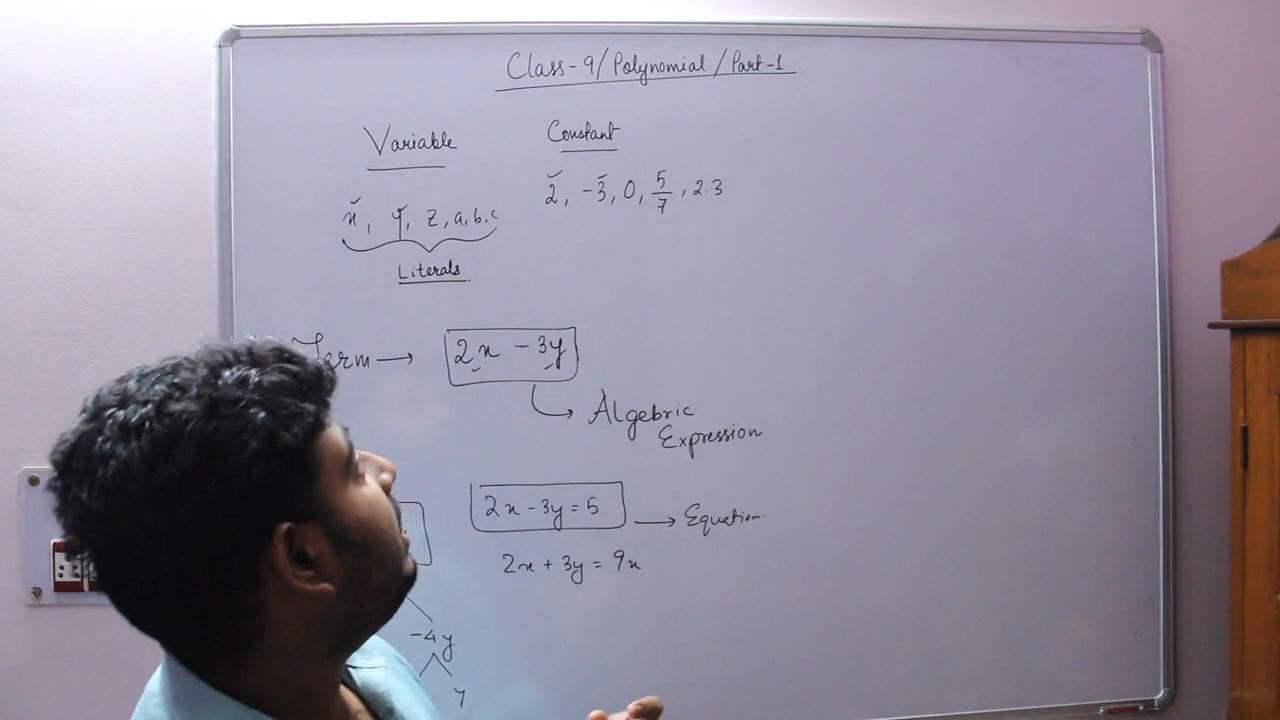 Class-9/Polynomial/Part-1
Variable
Constant
x, y, z, a, b, c
2, -3, 0, 5/7, 2.3
Literals
Term → 2x - 3y
Algebric
Expression
2x - 3y = 5 → Equation
2x + 3y = 9x
-4y
y